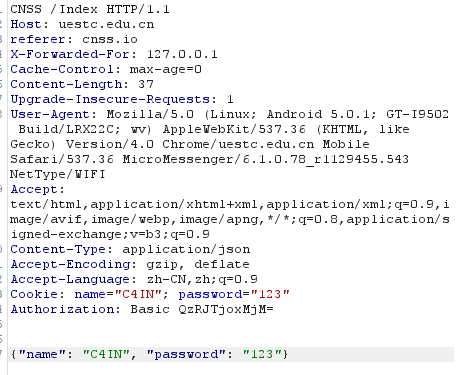 CNSS /Index HTTP/1.1
Host: uestc.edu.cn
referer: cnss.io
X-Forwarded-For: 127.0.0.1
Cache-Control: max-age=0
Content-Length: 37
Upgrade-Insecure-Requests: 1
User-Agent: Mozilla/5.0 (Linux; Android 5.0.1; GT-I9502
Build/LRX22C; wv) AppleWebKit/537.36 (KHTML, like
Gecko) Version/4.0 Chrome/uestc.edu.cn Mobile
Safari/537.36 MicroMessenger/6.1.0.78_r1129455.543
NetType/WIFI
Accept:
text/html,application/xhtml+xml,application/xml;q=0.9,i
mage/avif,image/webp,image/apng,*/*;q=0.8,application/s
igned-exchange;v=b3;q=0.9
Content-Type: application/json
Accept-Encoding: gzip, deflate
Accept-Language: zh-CN,zh;q=0.9
Cookie: name="C4IN"; password="123"
Authorization: Basic QzRJTjoxMjM=
{"name": "C4IN", "password": "123"}